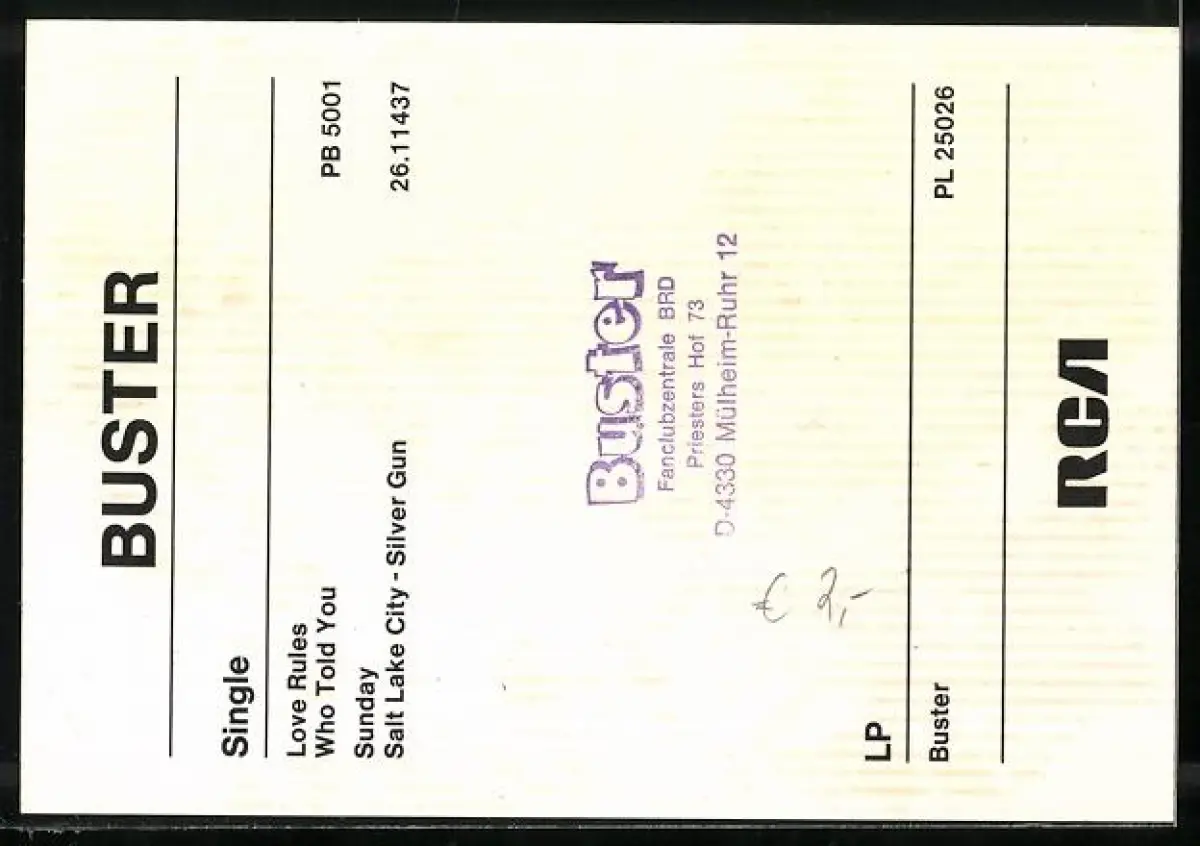 BUSTER
Single
Love Rules
Who Told You PB 5001
Sunday
Salt Lake City - Silver Gun 26.11437
Buster
Fanclubzentrale BRD
Priesters Hof 73
D-4330 Mülheim-Ruhr 12
€ 2,-
LP
Buster PL 25026
RCA